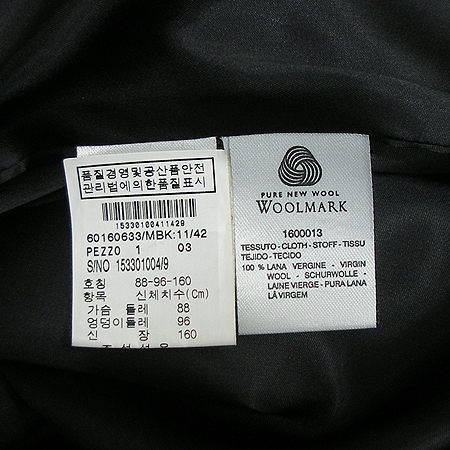 품질경영및공산품안전
관리법에의한품질표시
15330100411429
60160633/MBK:11/42
PEZZO 1 03
S/NO 153301004/9
호칭 88-96-160
항목 신체치수(Cm)
가슴 둘레 88
엉덩이둘레 96
신 장 160
PURE NEW WOOL
WOOLMARK
1600013
TESSUTO-CLOTH-STOFF-TISSU
TEJIDO-TECIDO
100% LANA VERGINE - VIRGIN
WOOL - SCHURWOLLE -
LAINE VIERGE - PURA LANA
LÃ VIRGEM